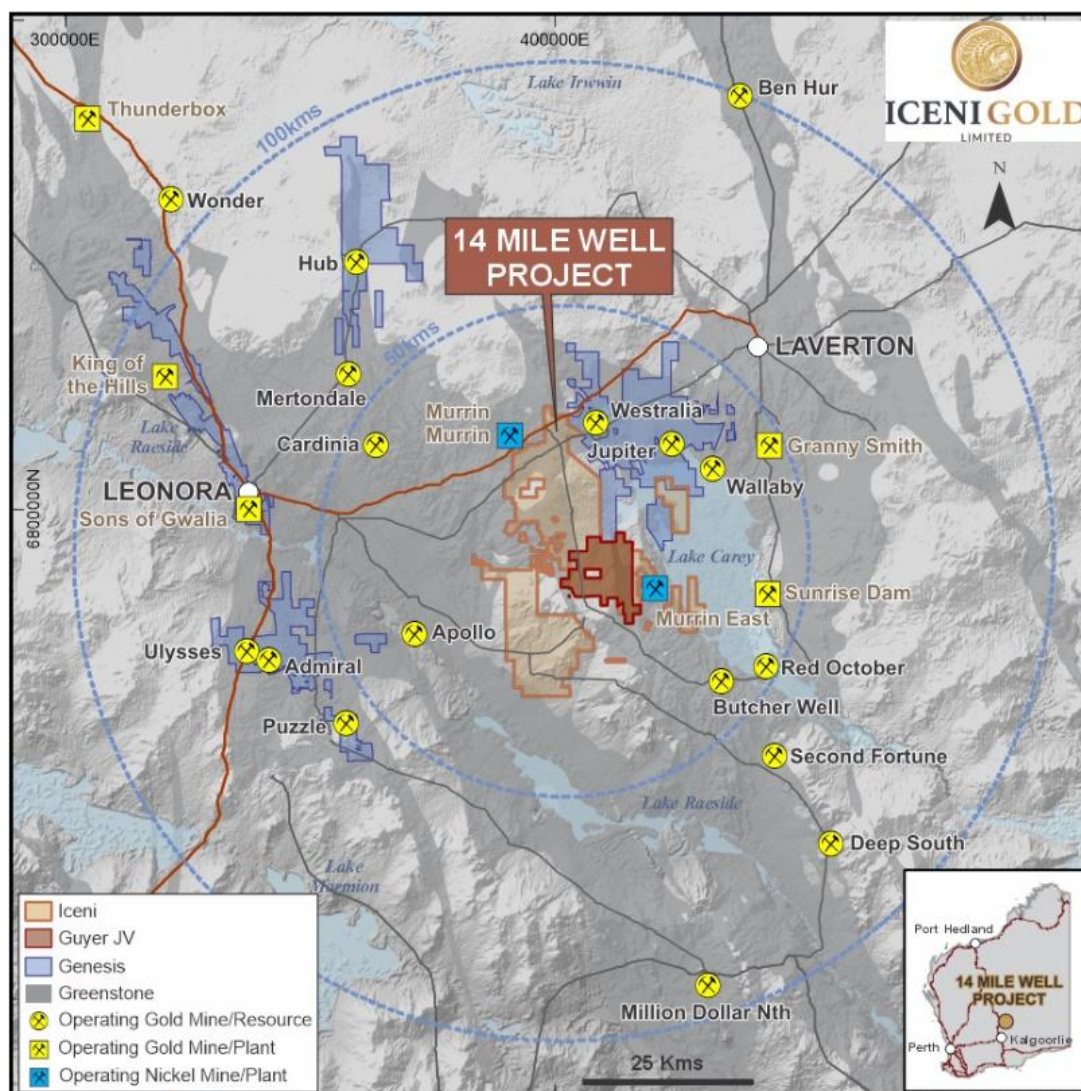 300000E
400000E
ICENI GOLD
LIMITED
Lake Irwin
Ben Hur
Thunderbox
100kms
N
Wonder
14 MILE WELL
PROJECT
Hub
50kms
LAVERTON
King of
the Hills
Mertondale
Murrin
Murrin
Westralia
Lake
Raeside
Cardinia
Jupiter
Granny Smith
Wallaby
LEONORA
Sons of Gwalia
6800000N
Lake Carey
Sunrise Dam
Murrin East
Apollo
Ulysses
Admiral
Red October
Butcher Well
Puzzle
Second Fortune
Lake Raeside
Deep South
Lake
Marmion
Million Dollar Nth
25 Kms
Iceni
Guyer JV
Genesis
Greenstone
Operating Gold Mine/Resource
Operating Gold Mine/Plant
Operating Nickel Mine/Plant
Port Hedland
14 MILE WELL
PROJECT
Kalgoorlie
Perth